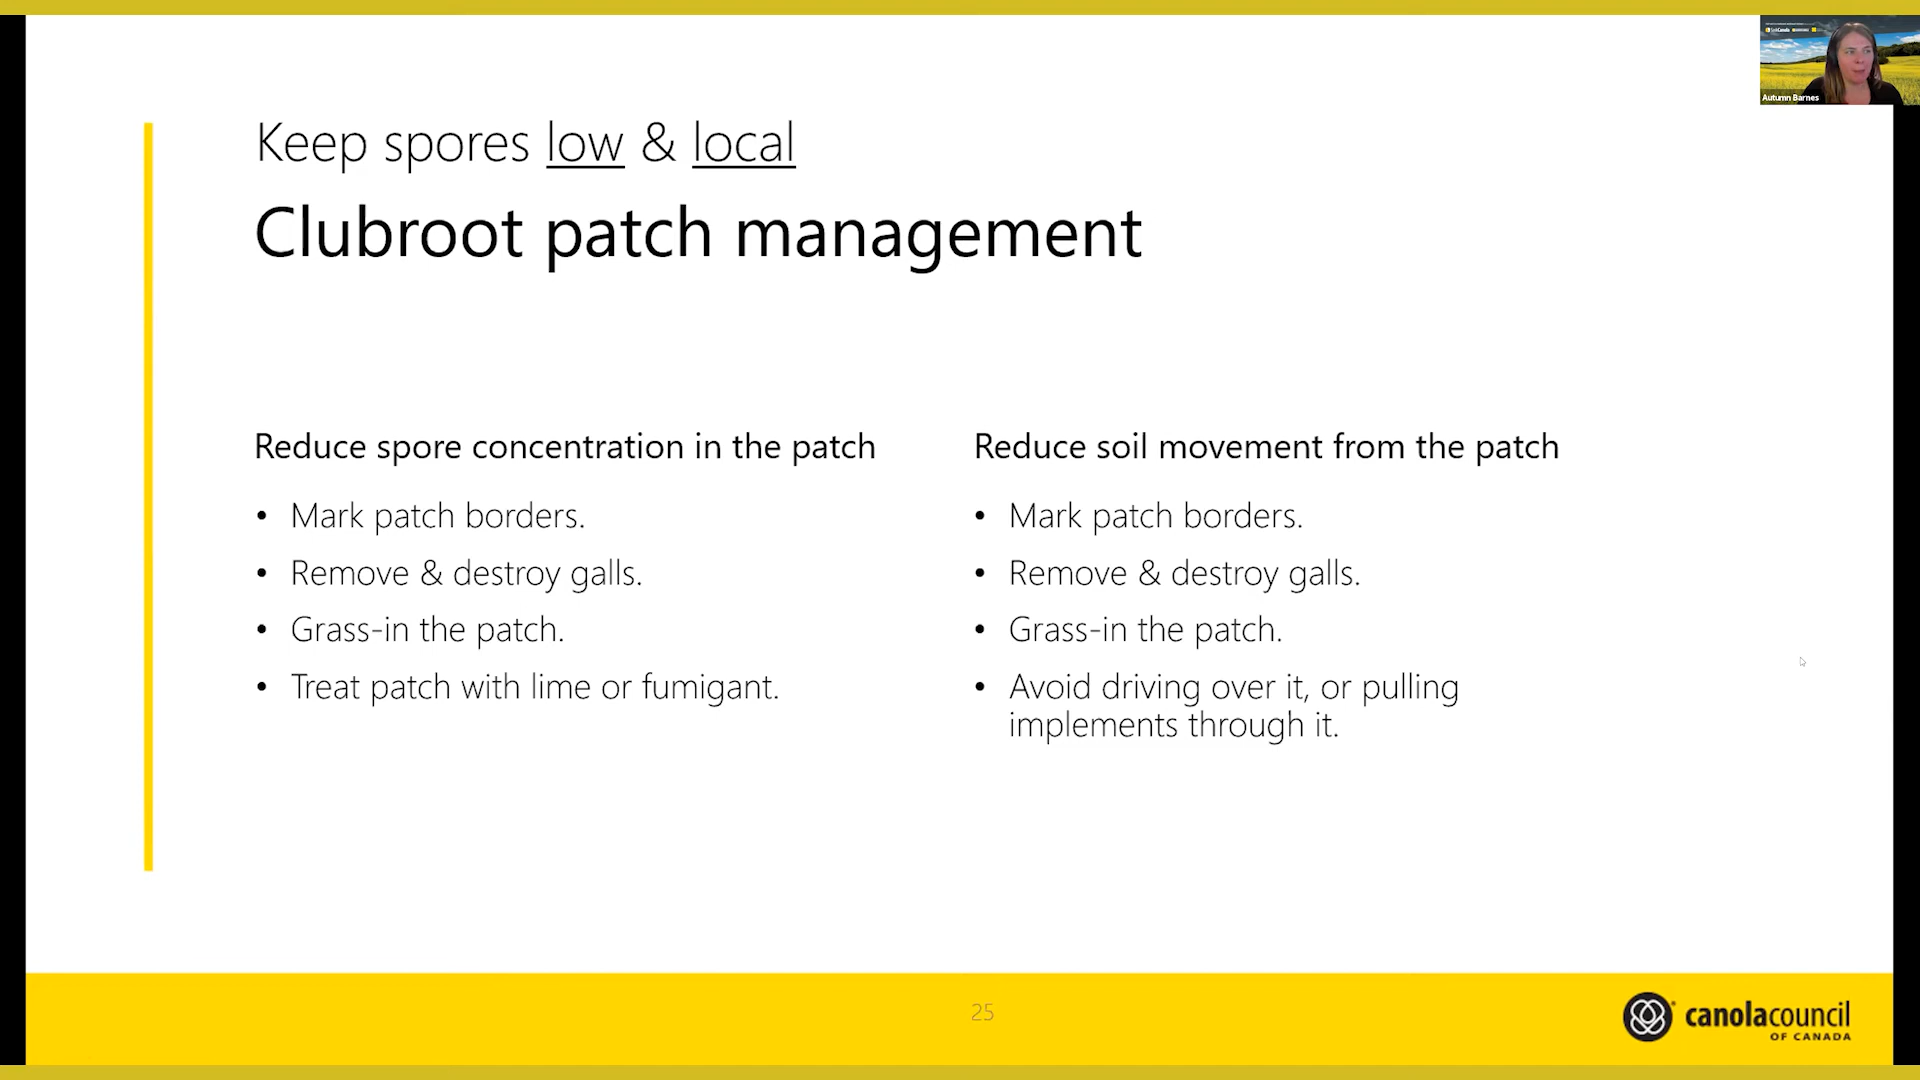 Autumn Barnes
Keep spores low & local
Clubroot patch management
Reduce spore concentration in the patch
• Mark patch borders.
• Remove & destroy galls.
• Grass-in the patch.
• Treat patch with lime or fumigant.
Reduce soil movement from the patch
• Mark patch borders.
• Remove & destroy galls.
• Grass-in the patch.
• Avoid driving over it, or pulling
implements through it.
25
canolacouncil
OF CANADA